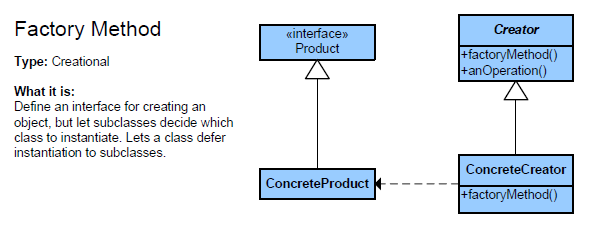 Factory Method
Type: Creational
What it is:
Define an interface for creating an
object, but let subclasses decide which
class to instantiate. Lets a class defer
instantiation to subclasses.
«interface»
Product
ConcreteProduct
Creator
+factoryMethod()
+anOperation()
ConcreteCreator
+factoryMethod()